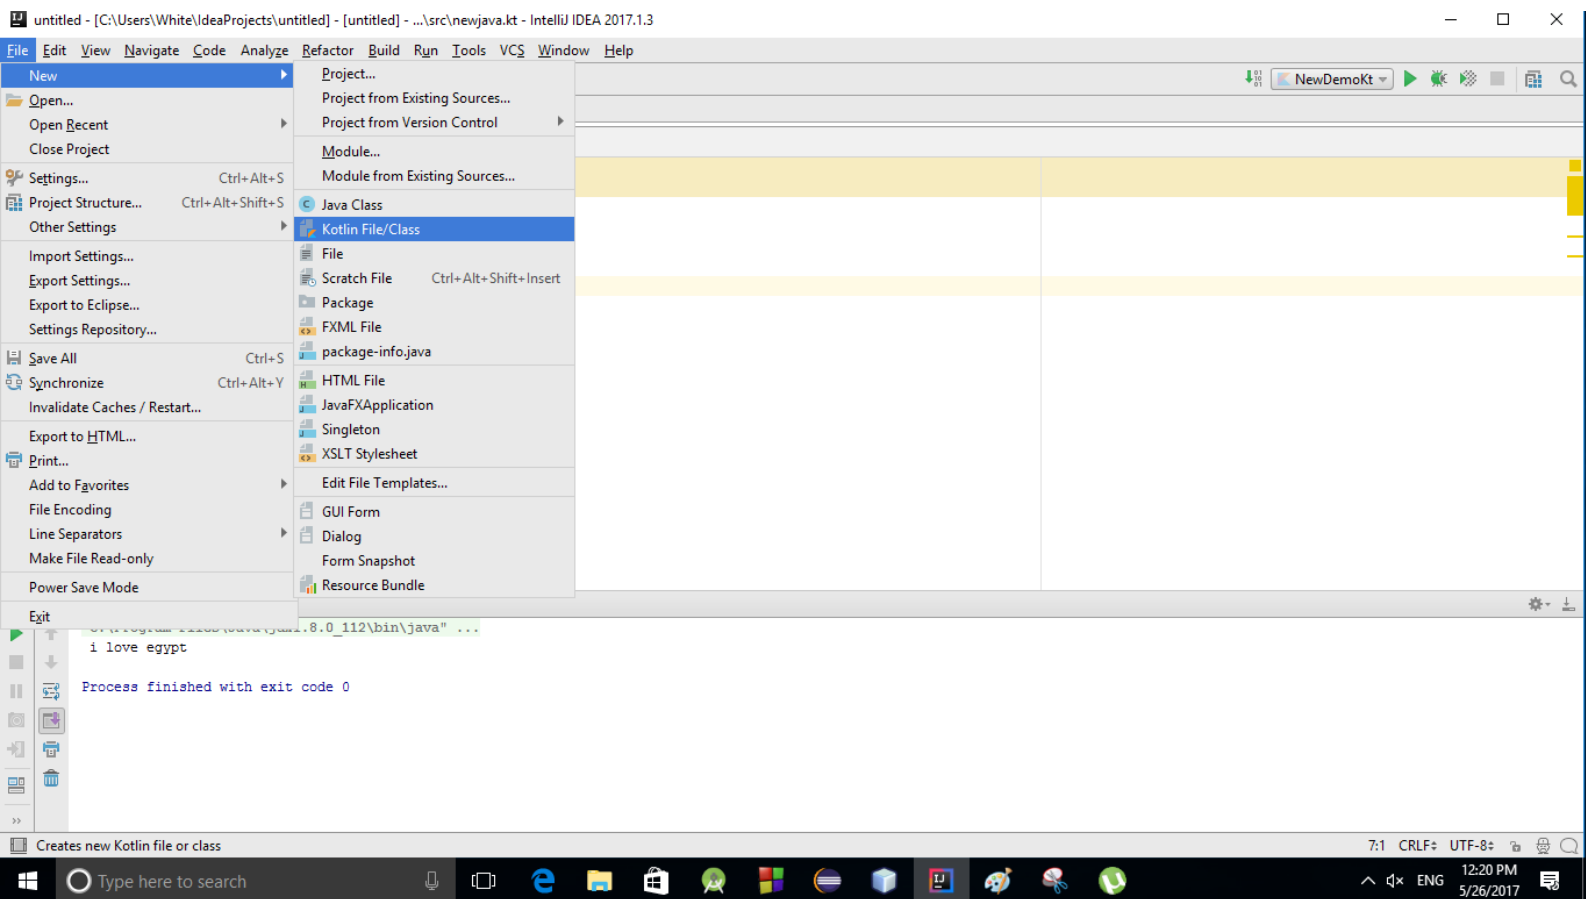 untitled - [C:\Users\White\IdeaProjects\untitled] - [untitled] - ...\src\newjava.kt - IntelliJ IDEA 2017.1.3
File Edit View Navigate Code Analyze Refactor Build Run Tools VCS Window Help
NewDemoKt
New
Open...
Open Recent
Close Project
Settings... Ctrl+Alt+S
Project Structure... Ctrl+Alt+Shift+S
Other Settings
Import Settings...
Export Settings...
Export to Eclipse...
Settings Repository...
Save All Ctrl+S
Synchronize Ctrl+Alt+Y
Invalidate Caches / Restart...
Export to HTML...
Print...
Add to Favorites
File Encoding
Line Separators
Make File Read-only
Power Save Mode
Exit
Project...
Project from Existing Sources...
Project from Version Control
Module...
Module from Existing Sources...
Java Class
Kotlin File/Class
File
Scratch File Ctrl+Alt+Shift+Insert
Package
FXML File
package-info.java
HTML File
JavaFXApplication
Singleton
XSLT Stylesheet
Edit File Templates...
GUI Form
Dialog
Form Snapshot
Resource Bundle
.8.0_112\bin\java" ...
i love egypt
Process finished with exit code 0
Creates new Kotlin file or class
7:1 CRLF UTF-8
Type here to search
ENG
12:20 PM
5/26/2017